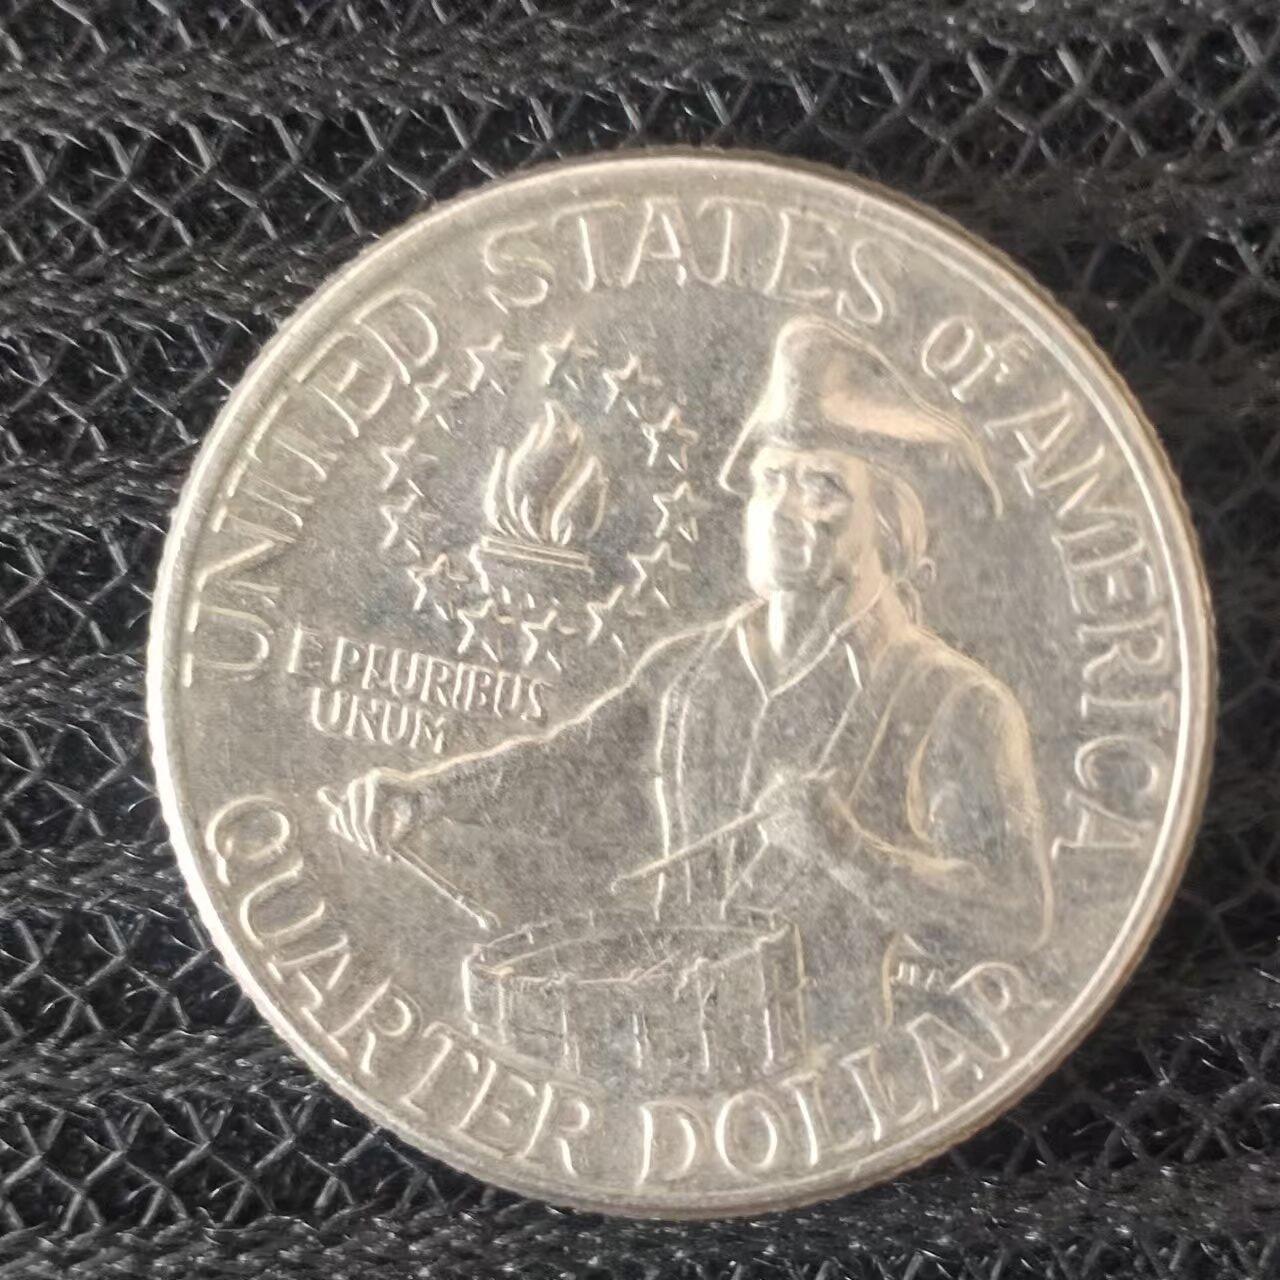 UNITED STATES of AMERICA
E PLURIBUS
UNUM
QUARTER DOLLAR